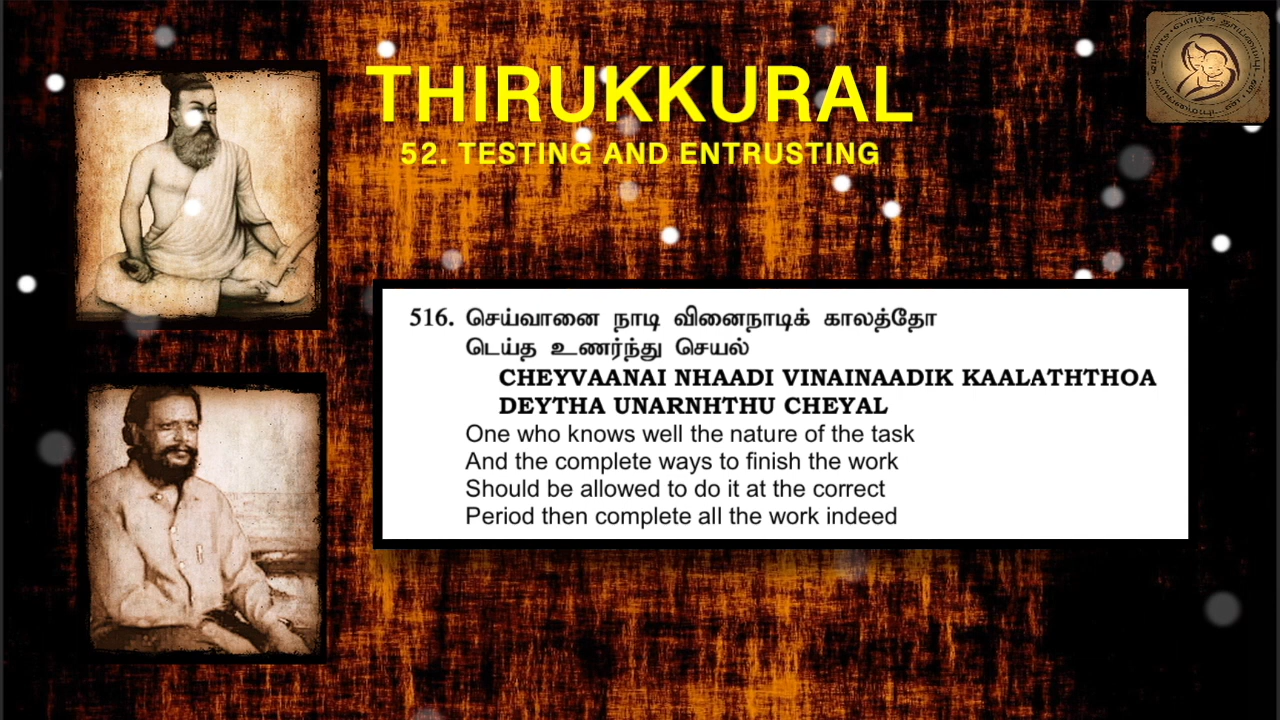 THIRUKKURAL
52. TESTING AND ENTRUSTING
516. செய்வானை நாடி வினைநாடிக் காலத்தோ
டெய்த உணர்ந்து செயல்
CHEYVAANAI NHAADI VINAINAADIK KAALATHTHOA
DEYTHA UNARNHTHU CHEYAL
One who knows well the nature of the task
And the complete ways to finish the work
Should be allowed to do it at the correct
Period then complete all the work indeed